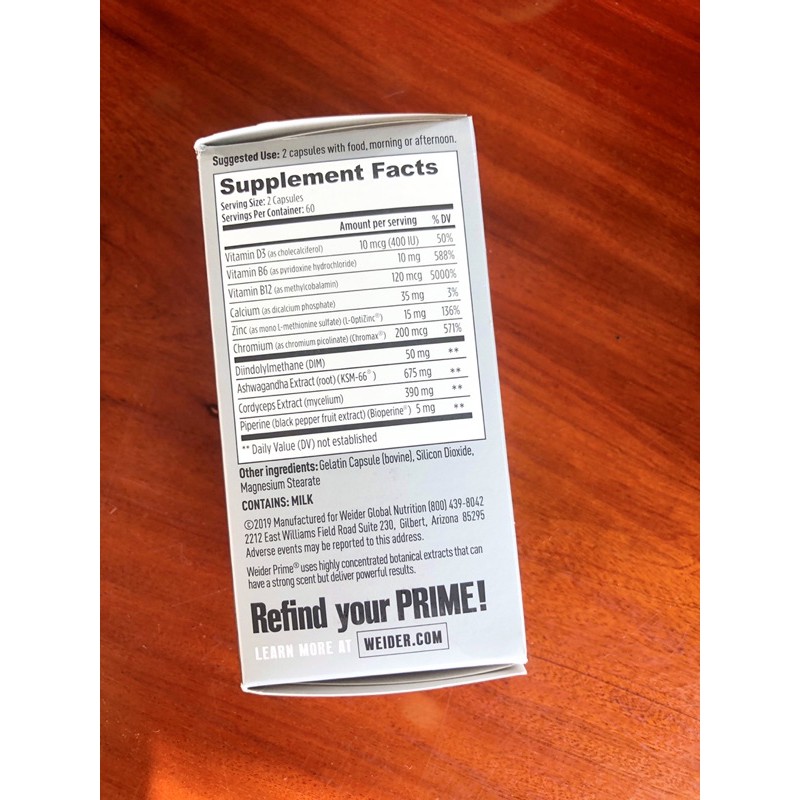 Suggested Use: 2 capsules with food, morning or afternoon.
Supplement Facts
Serving Size: 2 Capsules
Servings Per Container: 60
Amount per serving % DV
Vitamin D3 (as cholecalciferol) 10 mcg (400 IU) 50%
Vitamin B6 (as pyridoxine hydrochloride) 10 mg 588%
Vitamin B12 (as methylcobalamin) 120 mcg 5000%
Calcium (as dicalcium phosphate) 35 mg 3%
Zinc (as mono L-methionine sulfate) (L-OptiZinc®) 15 mg 136%
Chromium (as chromium picolinate) (Chromax®) 200 mcg 571%
Diindolylmethane (DIM) 50 mg **
Ashwagandha Extract (root) (KSM-66®) 675 mg **
Cordyceps Extract (mycelium) 390 mg **
Piperine (black pepper fruit extract) (Bioperine®) 5 mg **
** Daily Value (DV) not established
Other ingredients: Gelatin Capsule (bovine), Silicon Dioxide,
Magnesium Stearate
CONTAINS: MILK
©2019 Manufactured for Weider Global Nutrition (800) 439-8042
2212 East Williams Field Road Suite 230, Gilbert, Arizona 85295
Adverse events may be reported to this address.
Weider Prime® uses highly concentrated botanical extracts that can
have a strong scent but deliver powerful results.
Refind your PRIME!
LEARN MORE AT WEIDER.COM